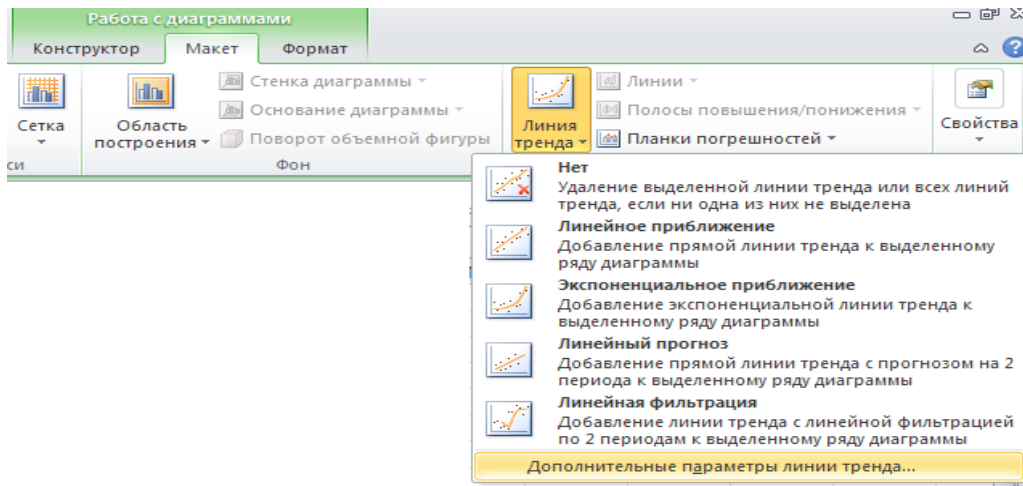 Работа с диаграммами
Конструктор Макет Формат
Сетка
Область построения
Стенка диаграммы
Основание диаграммы
Поворот объемной фигуры
Линия тренда
Линии
Полосы повышения/понижения
Планки погрешностей
Свойства
си
Фон
Нет
Удаление выделенной линии тренда или всех линий
тренда, если ни одна из них не выделена
Линейное приближение
Добавление прямой линии тренда к выделенному
ряду диаграммы
Экспоненциальное приближение
Добавление экспоненциальной линии тренда к
выделенному ряду диаграммы
Линейный прогноз
Добавление прямой линии тренда с прогнозом на 2
периода к выделенному ряду диаграммы
Линейная фильтрация
Добавление линии тренда с линейной фильтрацией
по 2 периодам к выделенному ряду диаграммы
Дополнительные параметры линии тренда...